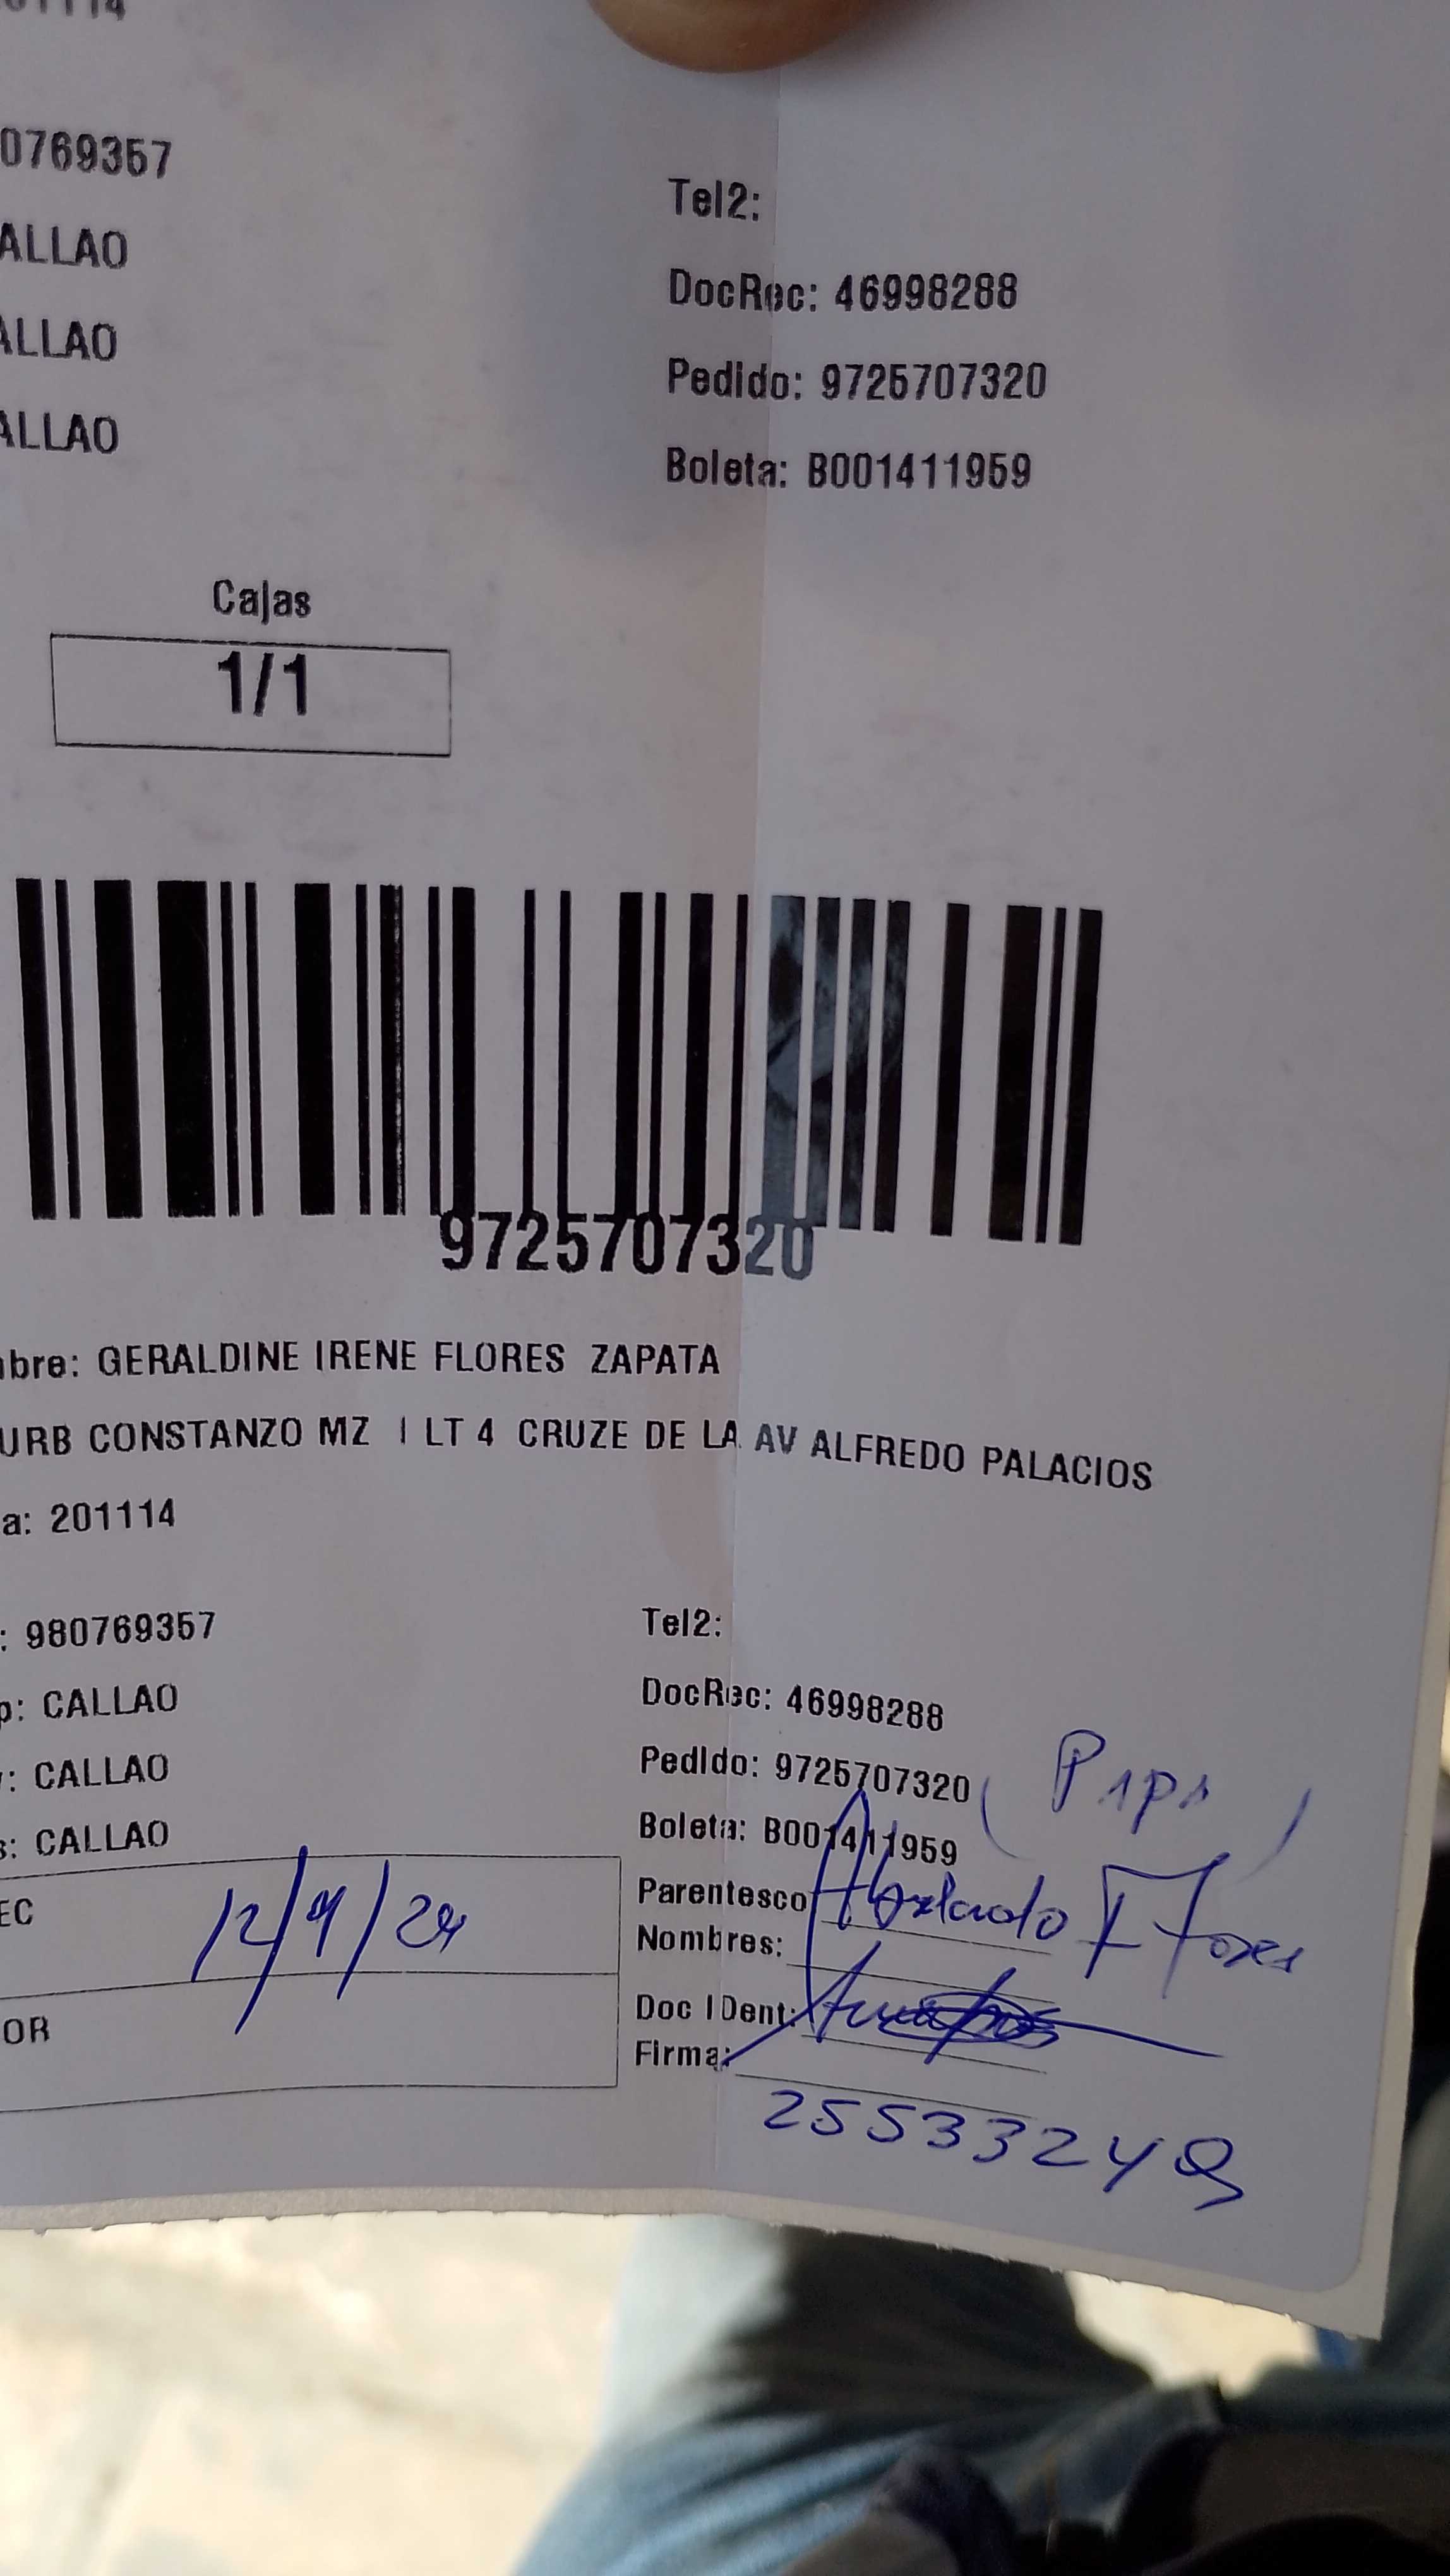 0769357
ALLAO
ALLAO
ALLAO
Tel2:
DocRec: 46998288
Pedido: 9725707320
Boleta: B001411959
Cajas
1/1
9725707320
bre: GERALDINE IRENE FLORES ZAPATA
URB CONSTANZO MZ I LT 4 CRUZE DE LA AV ALFREDO PALACIOS
a: 201114
: 980769357
p: CALLAO
: CALLAO
s: CALLAO
EC
12/9/24
OR
Tel2:
DocRec: 46998288
Pedido: 9725707320
(Papa)
Boleta: B001411959
Parentesco
Flores
Nombres:
Doc IDent:
Firma: